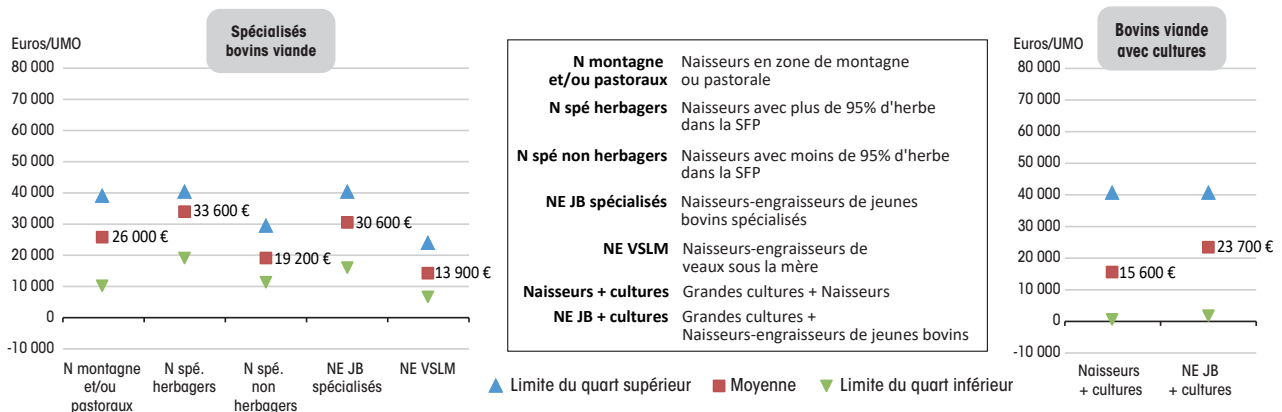 Spécialisés
bovins viande
Euros/UMO
80 000
70 000
60 000
50 000
40 000
30 000
20 000
10 000
0
-10 000
26 000 €
33 600 €
19 200 €
30 600 €
13 900 €
N montagne
et/ou
pastoraux
N spé.
herbagers
N spé.
non
herbagers
NE JB
spécialisés
NE VSLM
N montagne et/ou pastoraux Naisseurs en zone de montagne
ou pastorale
N spé herbagers Naisseurs avec plus de 95% d'herbe
dans la SFP
N spé non herbagers Naisseurs avec moins de 95% d'herbe
dans la SFP
NE JB spécialisés Naisseurs-engraisseurs de jeunes
bovins spécialisés
NE VSLM Naisseurs-engraisseurs de
veaux sous la mère
Naisseurs + cultures Grandes cultures + Naisseurs
NE JB + cultures Grandes cultures +
Naisseurs-engraisseurs de jeunes bovins
Limite du quart supérieur Moyenne Limite du quart inférieur
Bovins viande
avec cultures
Euros/UMO
80 000
70 000
60 000
50 000
40 000
30 000
20 000
10 000
0
-10 000
15 600 €
23 700 €
Naisseurs
+ cultures
NE JB
+ cultures